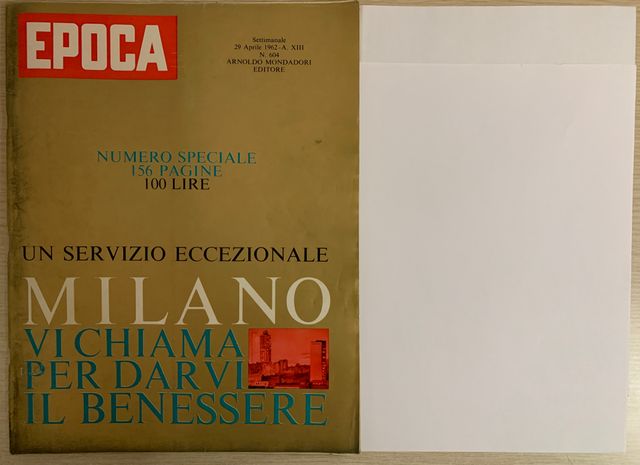 EPOCA
Settimanale
29 Aprile 1962 - A. XIII
N. 604
ARNOLDO MONDADORI
EDITORE
NUMERO SPECIALE
156 PAGINE
100 LIRE
UN SERVIZIO ECCEZIONALE
MILANO
VI CHIAMA
PER DARVI
IL BENESSERE